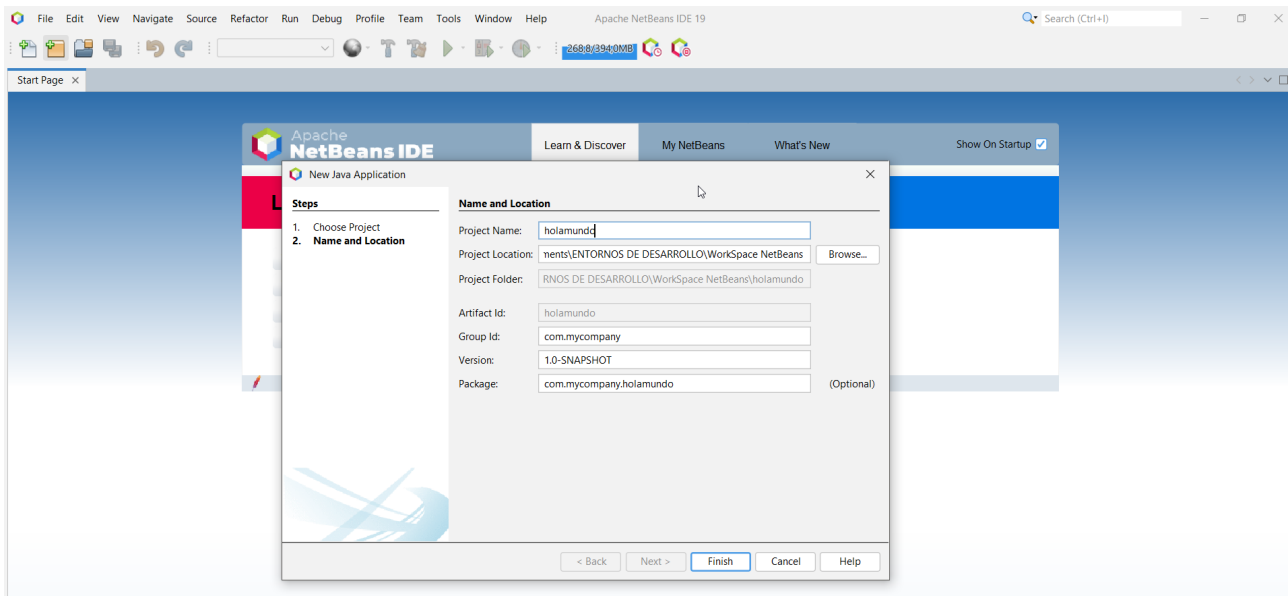 File Edit View Navigate Source Refactor Run Debug Profile Team Tools Window Help Apache NetBeans IDE 19 Search (Ctrl+I)
268.8/394.0MB
Start Page
Apache
NetBeans IDE
Learn & Discover My NetBeans What's New Show On Startup
New Java Application
L
Steps Name and Location
1. Choose Project
2. Name and Location
Project Name: holamundo
Project Location: nents\ENTORNOS DE DESARROLLO\WorkSpace NetBeans Browse...
Project Folder: RNOS DE DESARROLLO\WorkSpace NetBeans\holamundo
Artifact Id: holamundo
Group Id: com.mycompany
Version: 1.0-SNAPSHOT
Package: com.mycompany.holamundo (Optional)
< Back Next > Finish Cancel Help